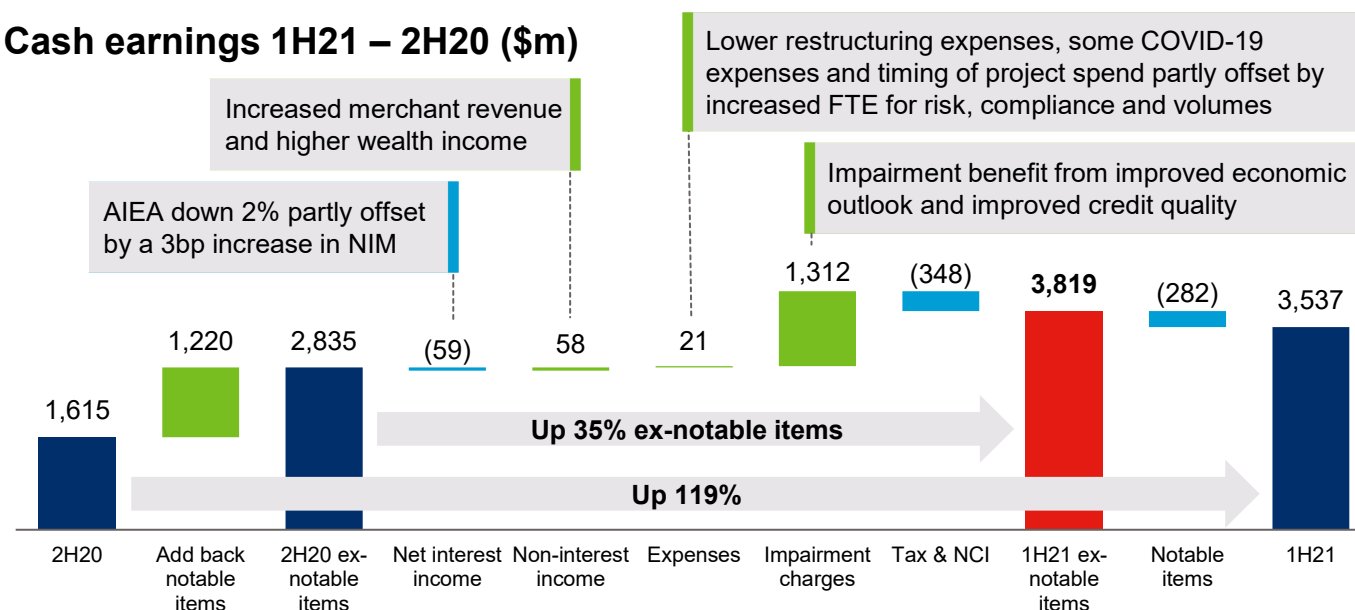 Cash earnings 1H21 – 2H20 ($m)
Lower restructuring expenses, some COVID-19
expenses and timing of project spend partly offset by
increased FTE for risk, compliance and volumes
Increased merchant revenue
and higher wealth income
Impairment benefit from improved economic
outlook and improved credit quality
AIEA down 2% partly offset
by a 3bp increase in NIM
1,615
1,220
2,835
(59)
58
21
1,312
(348)
3,819
(282)
3,537
Up 35% ex-notable items
Up 119%
2H20
Add back
notable
items
2H20 ex-
notable
items
Net interest
income
Non-interest
income
Expenses
Impairment
charges
Tax & NCI
1H21 ex-
notable
items
Notable
items
1H21